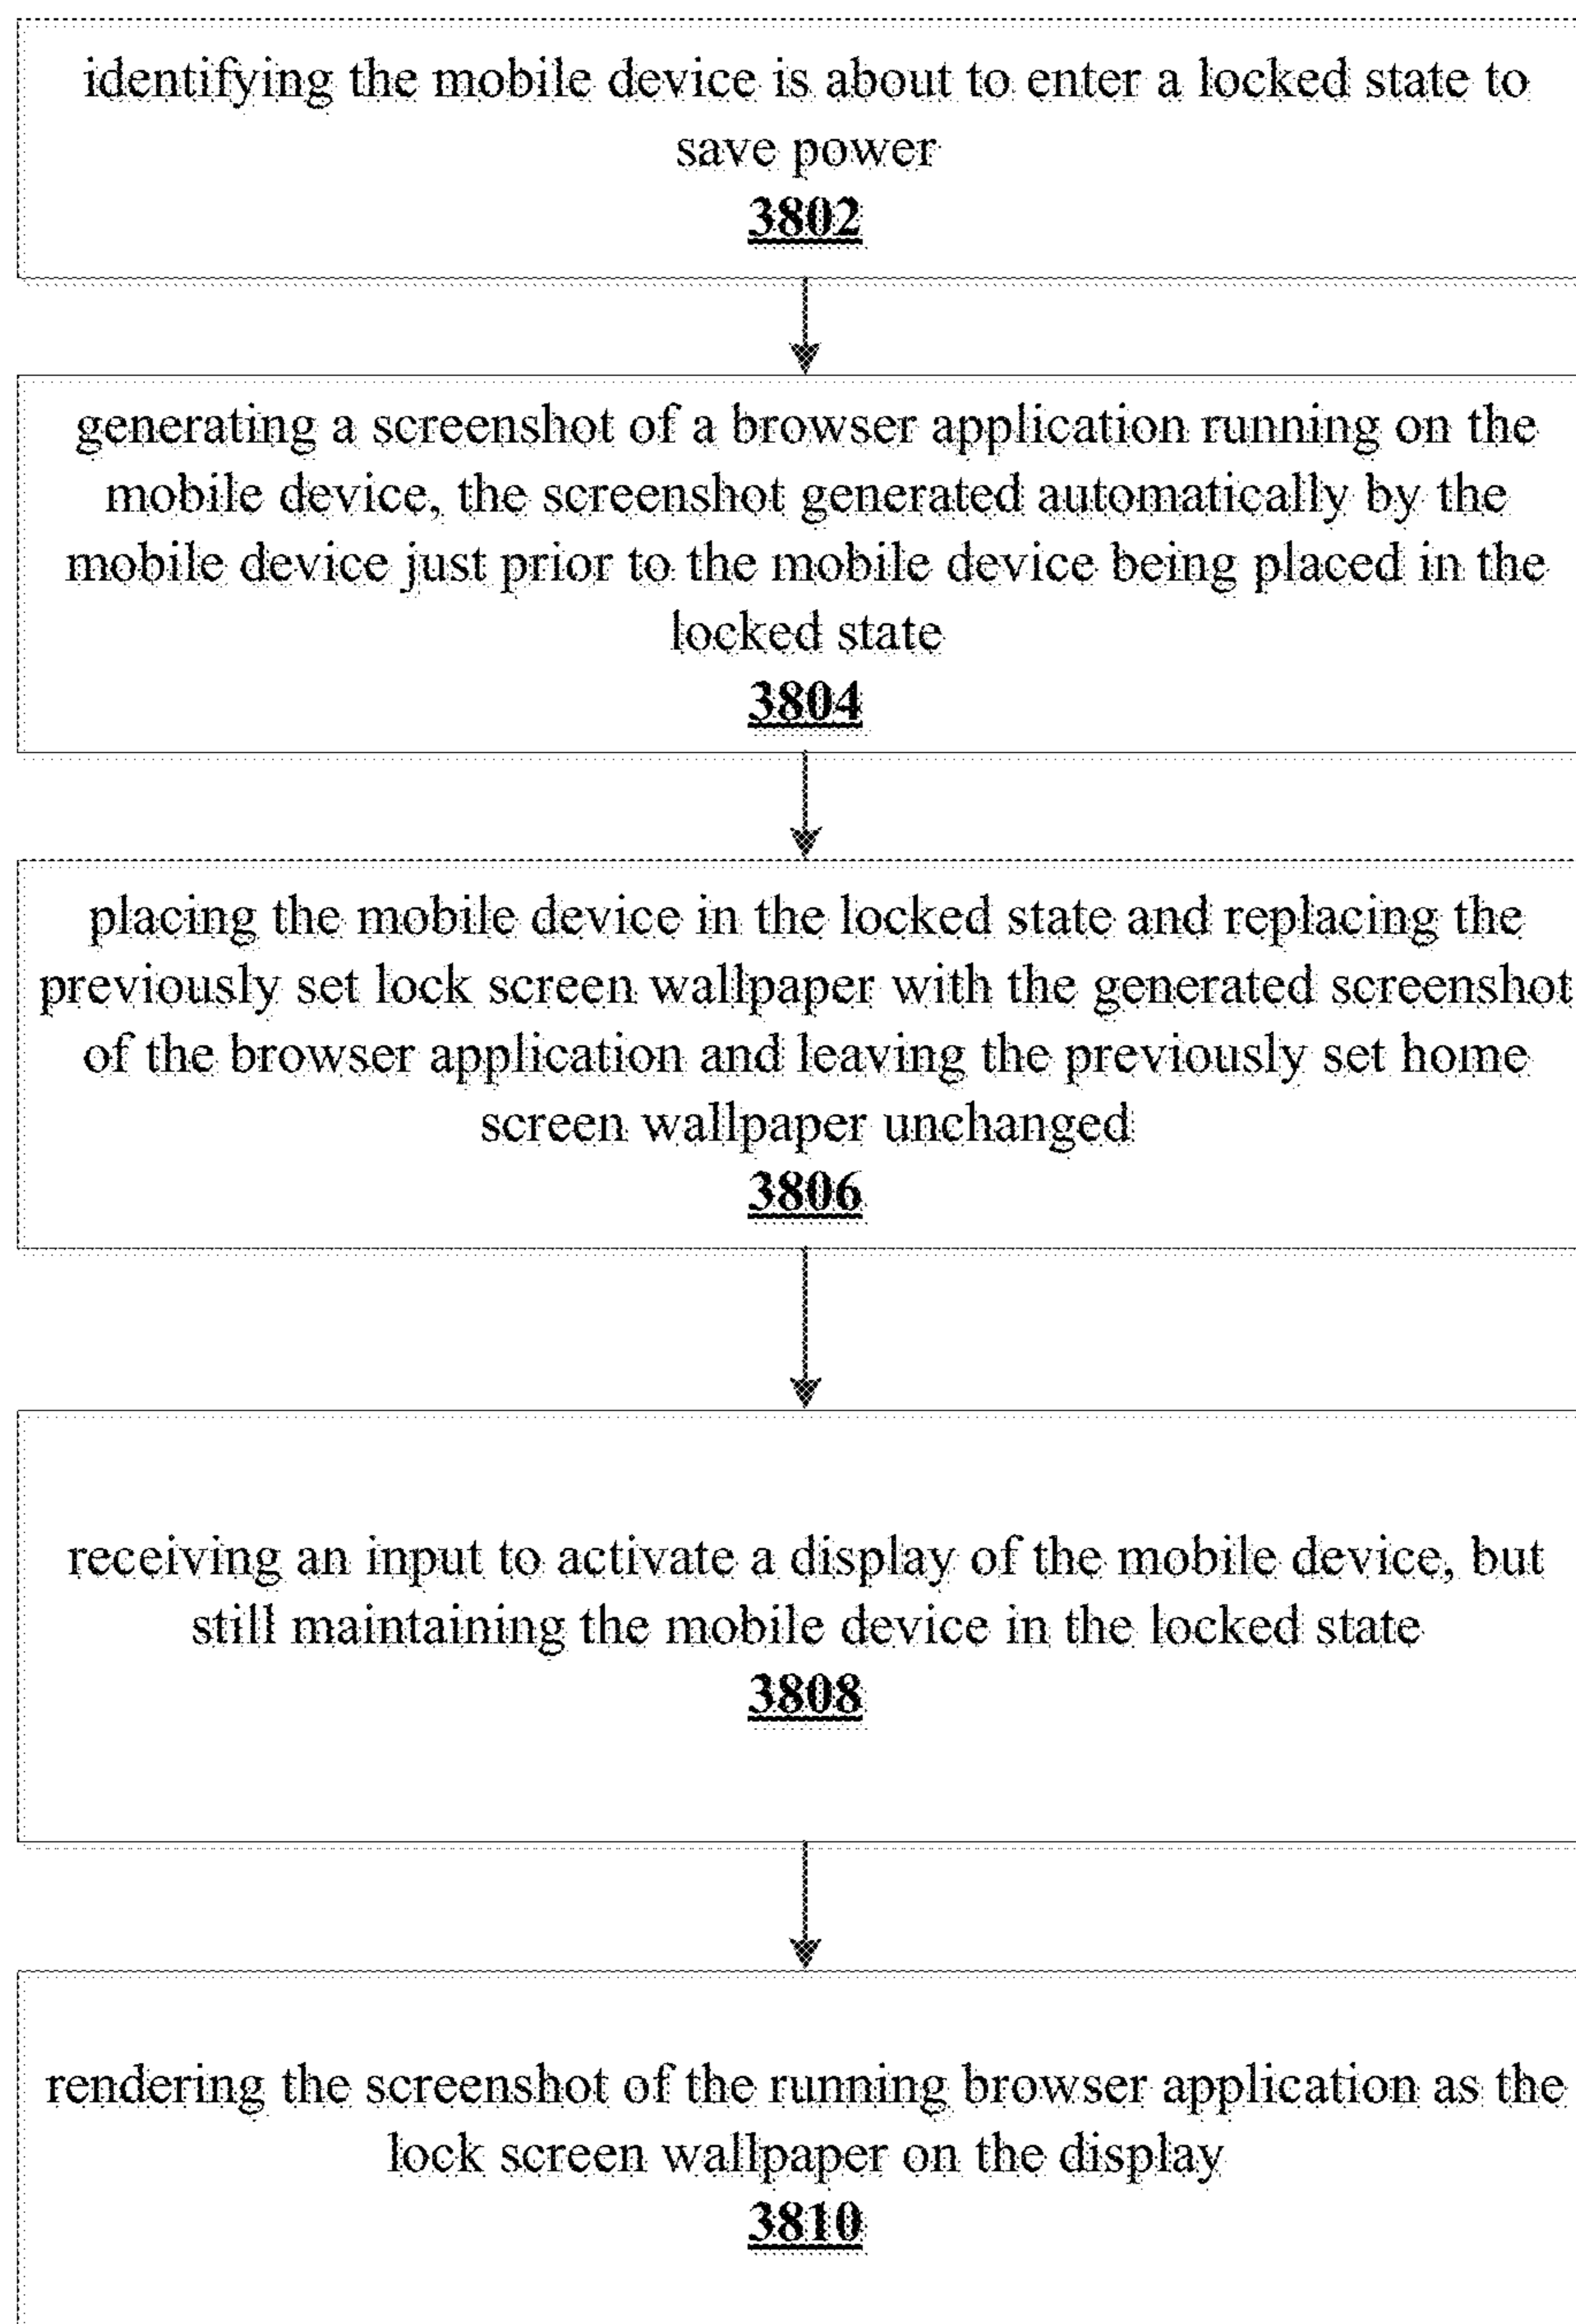 identifying the mobile device is about to enter a locked state to
save power
3802
generating a screenshot of a browser application running on the
mobile device, the screenshot generated automatically by the
mobile device just prior to the mobile device being placed in the
locked state
3804
placing the mobile device in the locked state and replacing the
previously set lock screen wallpaper with the generated screenshot
of the browser application and leaving the previously set home
screen wallpaper unchanged
3806
receiving an input to activate a display of the mobile device, but
still maintaining the mobile device in the locked state
3808
rendering the screenshot of the running browser application as the
lock screen wallpaper on the display
3810